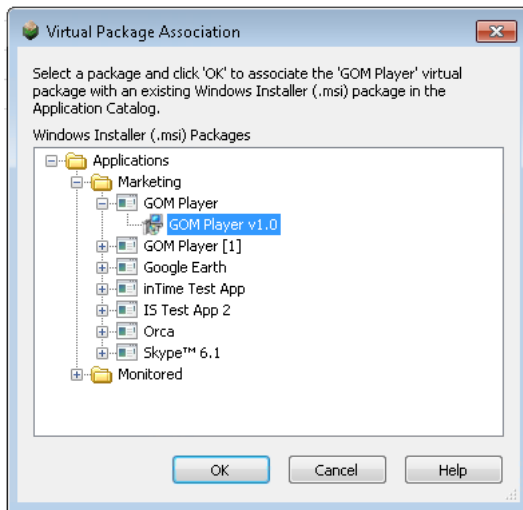 Virtual Package Association
Select a package and click 'OK' to associate the 'GOM Player' virtual
package with an existing Windows Installer (.msi) package in the
Application Catalog.
Windows Installer (.msi) Packages
Applications
Marketing
GOM Player
GOM Player v1.0
GOM Player [1]
Google Earth
inTime Test App
IS Test App 2
Orca
Skype™ 6.1
Monitored
OK
Cancel
Help